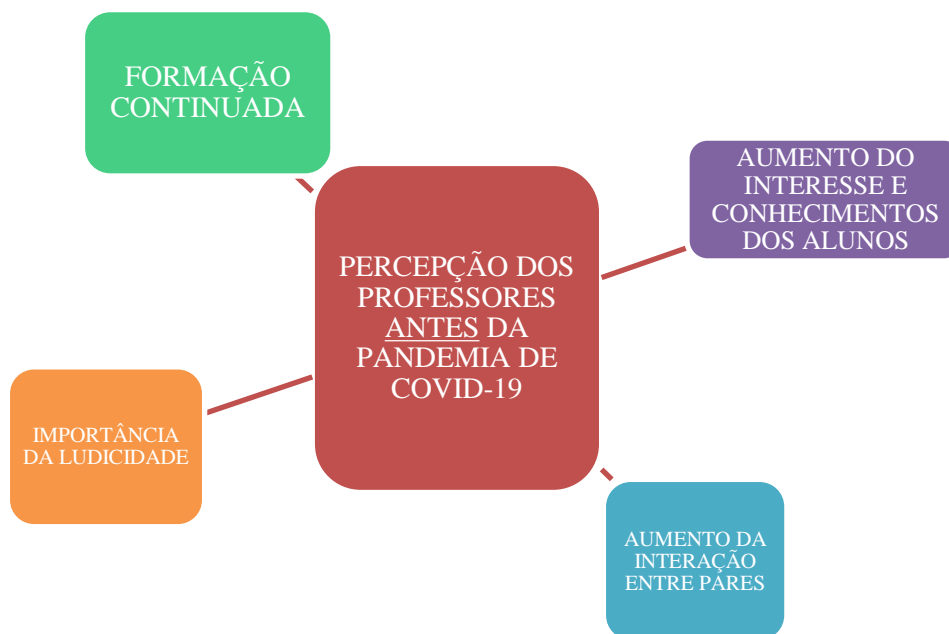 FORMAÇÃO
CONTINUADA
AUMENTO DO
INTERESSE E
CONHECIMENTOS
DOS ALUNOS
PERCEPÇÃO DOS
PROFESSORES
ANTES DA
PANDEMIA DE
COVID-19
IMPORTÂNCIA
DA LUDICIDADE
AUMENTO DA
INTERAÇÃO
ENTRE PARES